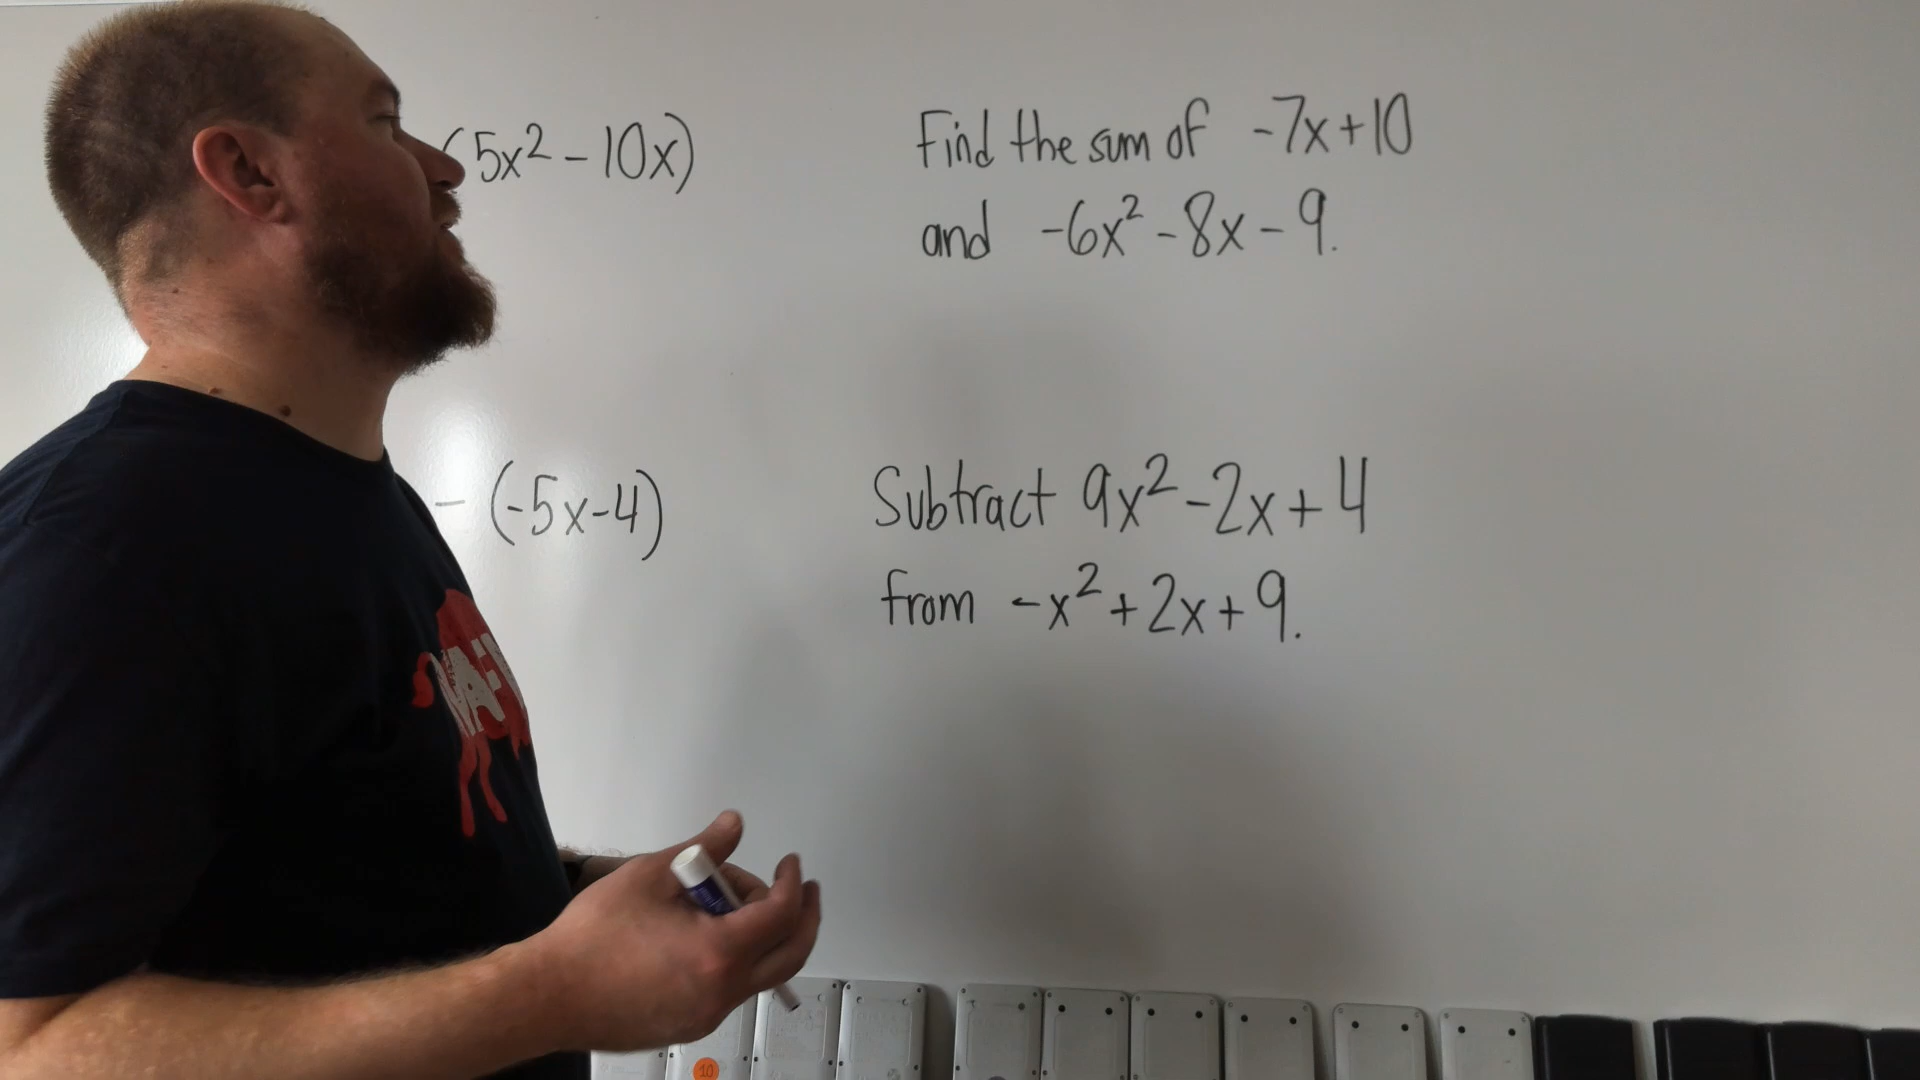 (5x² - 10x)
Find the sum of -7x+10
and -6x² - 8x - 9.
- (-5x-4)
Subtract 9x² - 2x + 4
from -x² + 2x + 9.
10